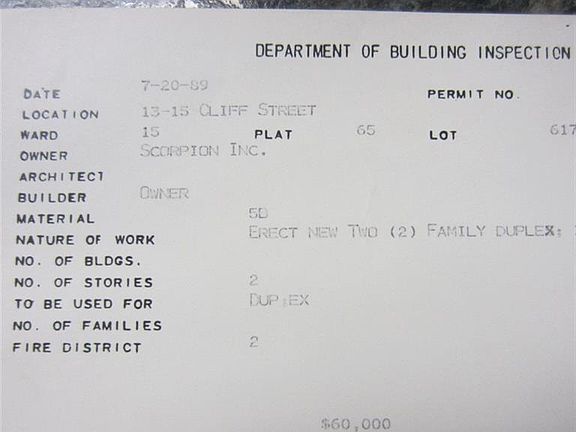 DEPARTMENT OF BUILDING INSPECTION
DATE 7-20-89 PERMIT NO.
LOCATION 13-15 CLIFF STREET
WARD 15 PLAT 65 LOT 617
OWNER SCORPION INC.
ARCHITECT
BUILDER OWNER
MATERIAL 5D
NATURE OF WORK ERECT NEW TWO (2) FAMILY DUPLEX;
NO. OF BLDGS.
NO. OF STORIES 2
TO BE USED FOR DUPLEX
NO. OF FAMILIES
FIRE DISTRICT 2
$60,000